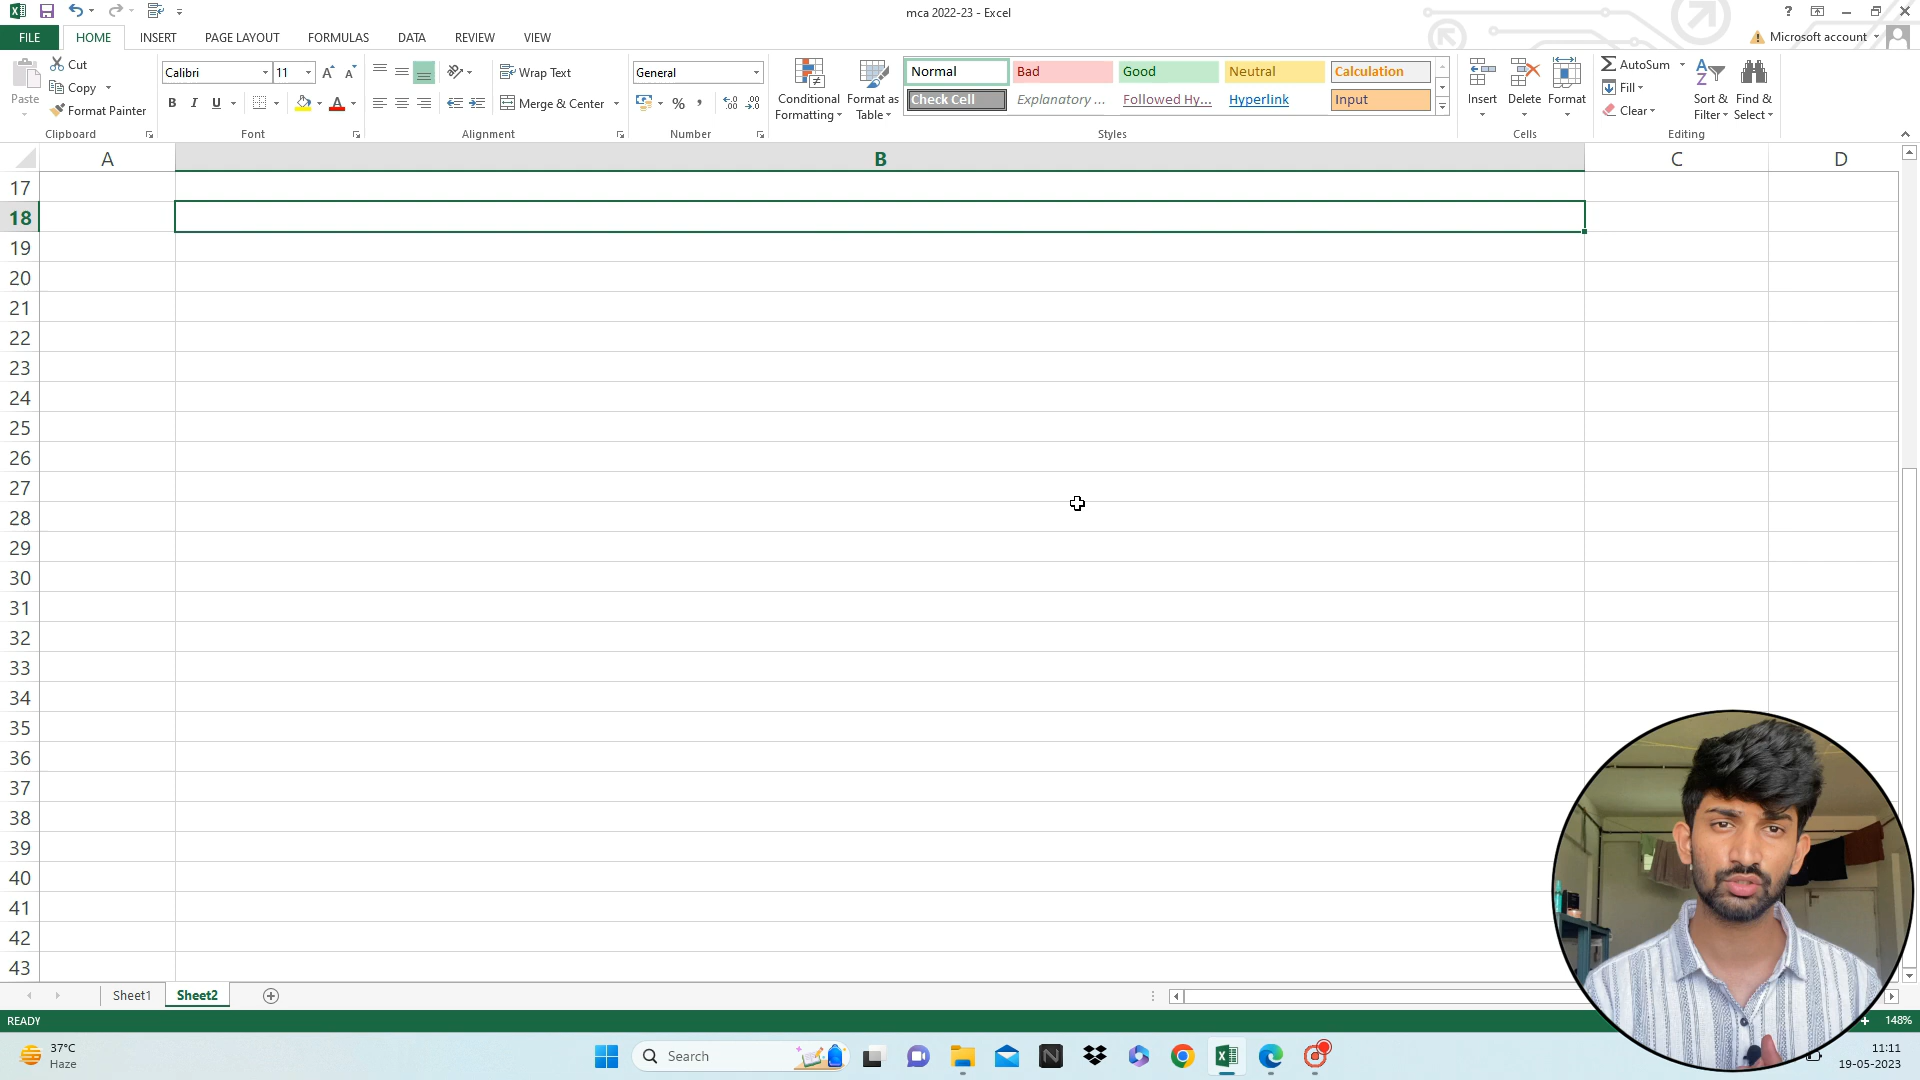 mca 2022-23 - Excel
?
FILE
HOME
INSERT
PAGE LAYOUT
FORMULAS
DATA
REVIEW
VIEW
Microsoft account
Paste
Cut
Copy
Format Painter
Clipboard
Calibri
11
B I U
Font
Wrap Text
Merge & Center
Alignment
General
%
Number
Conditional
Formatting
Format as
Table
Normal
Bad
Good
Neutral
Calculation
Check Cell
Explanatory ...
Followed Hy...
Hyperlink
Input
Styles
Insert
Delete
Format
Cells
AutoSum
Fill
Clear
Sort &
Filter
Find &
Select
Editing
A
B
C
D
17
18
19
20
21
22
23
24
25
26
27
28
29
30
31
32
33
34
35
36
37
38
39
40
41
42
43
Sheet1
Sheet2
READY
148%
37°C
Haze
Search
11:11
19-05-2023